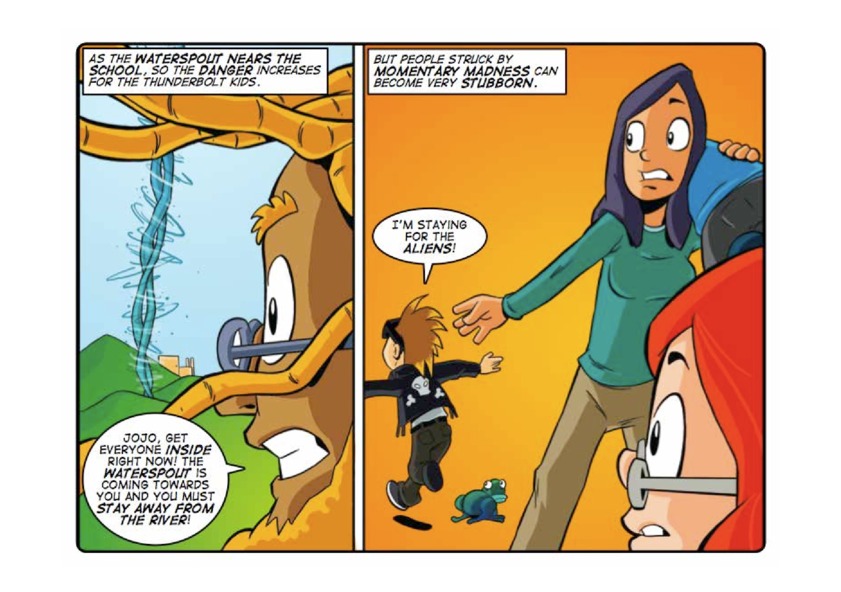 AS THE WATERSPOUT NEARS THE
SCHOOL, SO THE DANGER INCREASES
FOR THE THUNDERBOLT KIDS.
JOJO, GET
EVERYONE INSIDE
RIGHT NOW! THE
WATERSPOUT IS
COMING TOWARDS
YOU AND YOU MUST
STAY AWAY FROM
THE RIVER!
BUT PEOPLE STRUCK BY
MOMENTARY MADNESS CAN
BECOME VERY STUBBORN.
I'M STAYING
FOR THE
ALIENS!